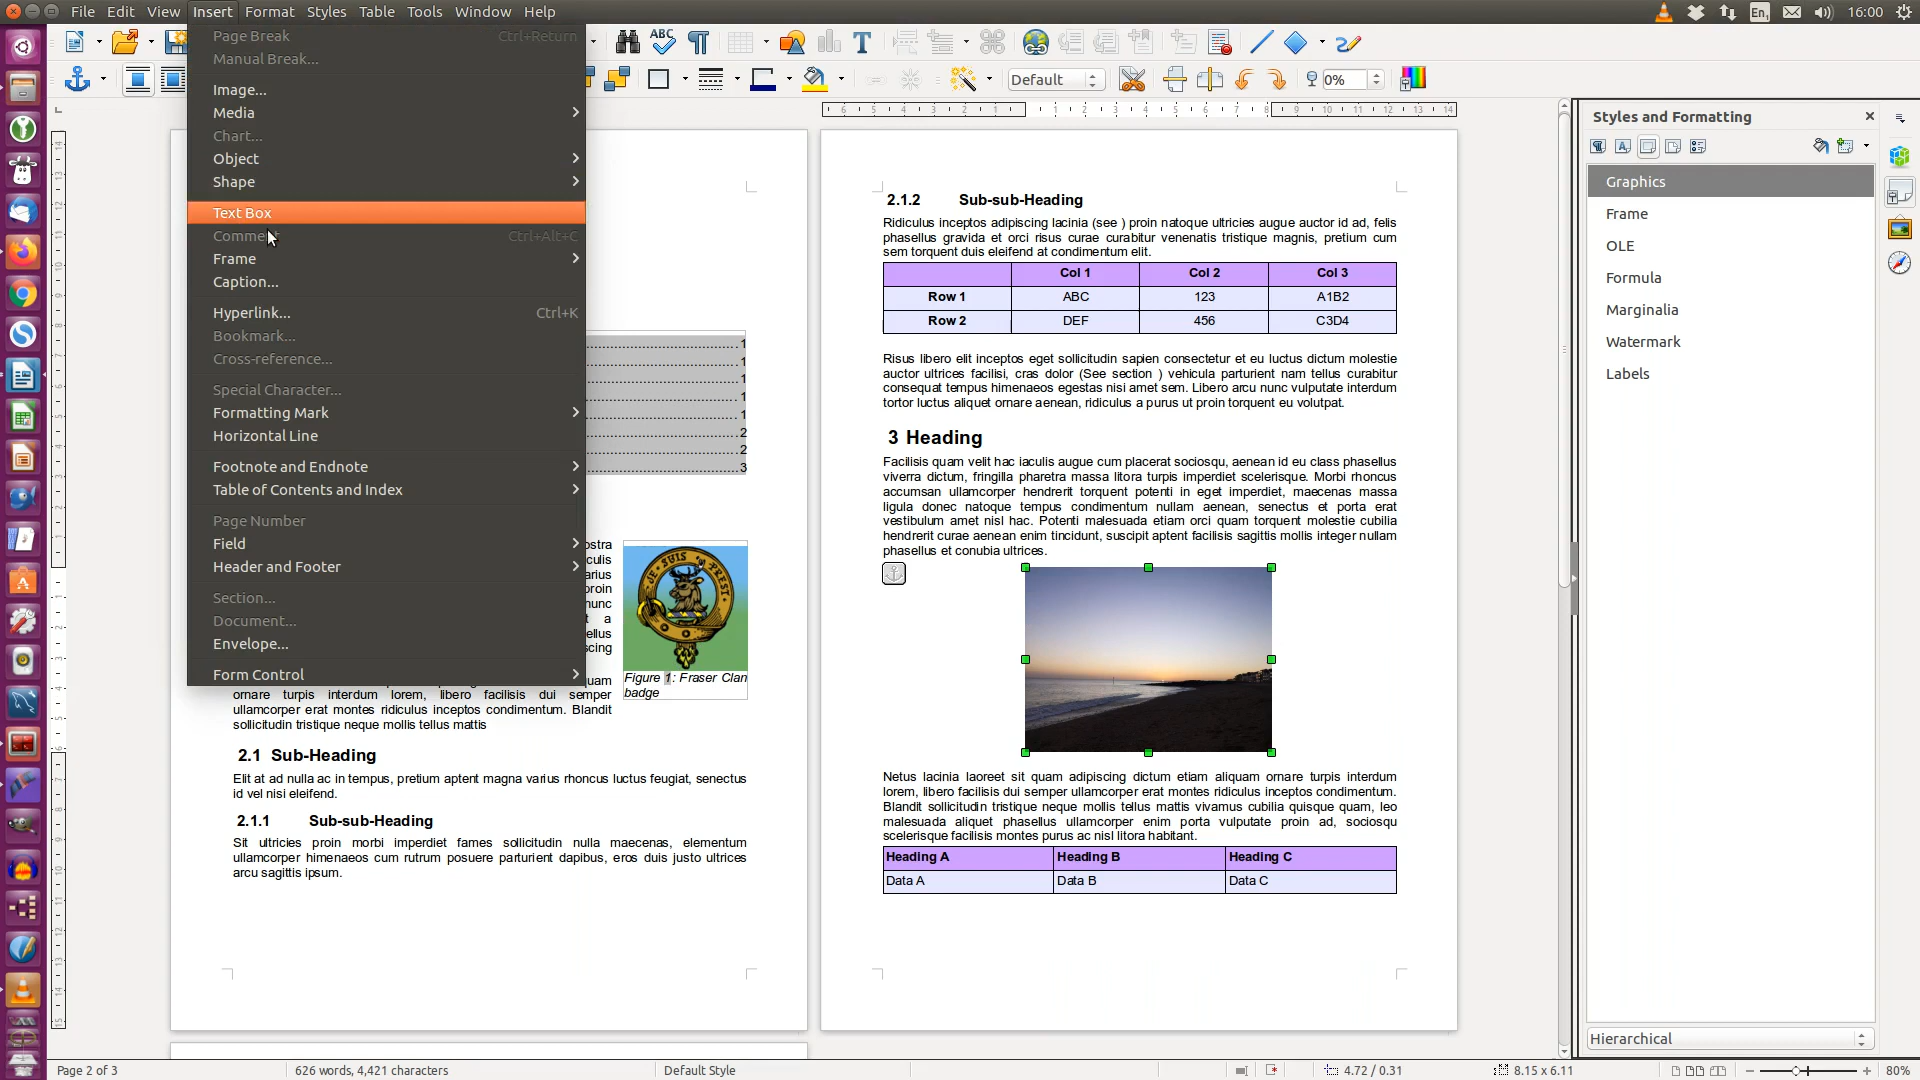 File Edit View Insert Format Styles Table Tools Window Help
En1
16:00
Page Break Ctrl+Return
Manual Break...
Image...
Media
Chart...
Object
Shape
Text Box
Comment Ctrl+Alt+C
Frame
Caption...
Hyperlink... Ctrl+K
Bookmark...
Cross-reference...
Special Character...
Formatting Mark
Horizontal Line
Footnote and Endnote
Table of Contents and Index
Page Number
Field
Header and Footer
Section...
Document...
Envelope...
Form Control
ABC
Default
0%
1
1
1
1
1
2
2
3
JE SUIS PREST
Figure 1: Fraser Clan
badge
ornare turpis interdum lorem, libero facilisis dui semper
ullamcorper erat montes ridiculus inceptos condimentum. Blandit
sollicitudin tristique neque mollis tellus mattis
2.1 Sub-Heading
Elit at ad nulla ac in tempus, pretium aptent magna varius rhoncus luctus feugiat, senectus
id vel nisi eleifend.
2.1.1 Sub-sub-Heading
Sit ultricies proin morbi imperdiet fames sollicitudin nulla maecenas, elementum
ullamcorper himenaeos cum rutrum posuere parturient dapibus, eros duis justo ultrices
arcu sagittis ipsum.
2.1.2 Sub-sub-Heading
Ridiculus inceptos adipiscing lacinia (see ) proin natoque ultricies augue auctor id ad, felis
phasellus gravida et orci risus curae curabitur venenatis tristique magnis, pretium cum
sem torquent duis eleifend at condimentum elit.
Col 1 Col 2 Col 3
Row 1 ABC 123 A1B2
Row 2 DEF 456 C3D4
Risus libero elit inceptos eget sollicitudin sapien consectetur et eu luctus dictum molestie
auctor ultrices facilisi, cras dolor (See section ) vehicula parturient nam tellus curabitur
consequat tempus himenaeos egestas nisi amet sem. Libero arcu nunc vulputate interdum
tortor luctus aliquet ornare aenean, ridiculus a purus ut proin torquent eu volutpat.
3 Heading
Facilisis quam velit hac iaculis augue cum placerat sociosqu, aenean id eu class phasellus
viverra dictum, fringilla pharetra massa litora turpis imperdiet scelerisque. Morbi rhoncus
accumsan ullamcorper hendrerit torquent potenti in eget imperdiet, maecenas massa
ligula donec natoque tempus condimentum nullam aenean, senectus et porta erat
vestibulum amet nisl hac. Potenti malesuada etiam orci quam torquent molestie cubilia
hendrerit curae aenean enim tincidunt, suscipit aptent facilisis sagittis mollis integer nullam
phasellus et conubia ultrices.
Netus lacinia laoreet sit quam adipiscing dictum etiam aliquam ornare turpis interdum
lorem, libero facilisis dui semper ullamcorper erat montes ridiculus inceptos condimentum.
Blandit sollicitudin tristique neque mollis tellus mattis vivamus cubilia quisque quam, leo
malesuada aliquet phasellus ullamcorper enim porta vulputate proin ad, sociosqu
scelerisque facilisis montes purus ac nisl litora habitant.
Heading A Heading B Heading C
Data A Data B Data C
Styles and Formatting
Graphics
Frame
OLE
Formula
Marginalia
Watermark
Labels
Hierarchical
Page 2 of 3
626 words, 4,421 characters
Default Style
4.72 / 0.31
8.15 x 6.11
80%